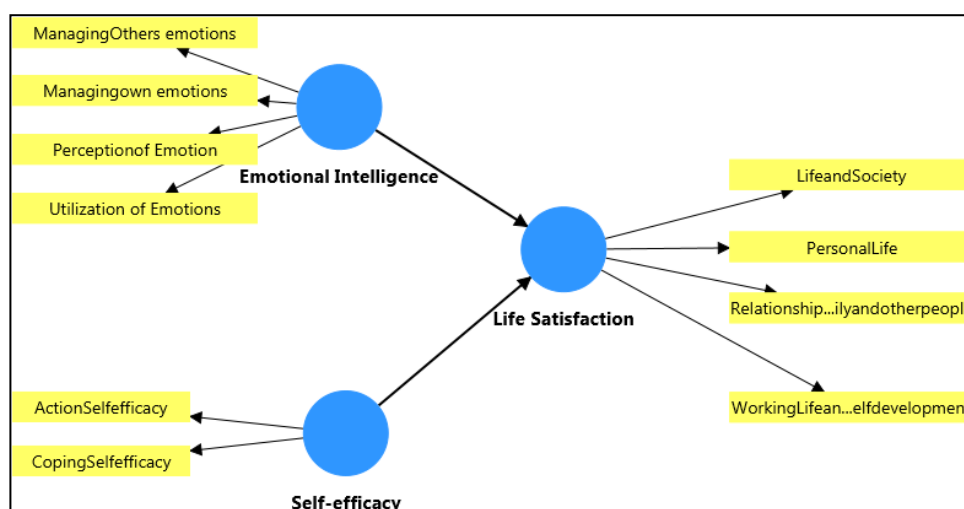 ManagingOthers emotions
Managingown emotions
Perceptionof Emotion
Utilization of Emotions
Emotional Intelligence
LifeandSociety
PersonalLife
Relationship...ilyandotherpeopl
WorkingLifean...elfdevelopmen
Life Satisfaction
ActionSelfefficacy
CopingSelfefficacy
Self-efficacy